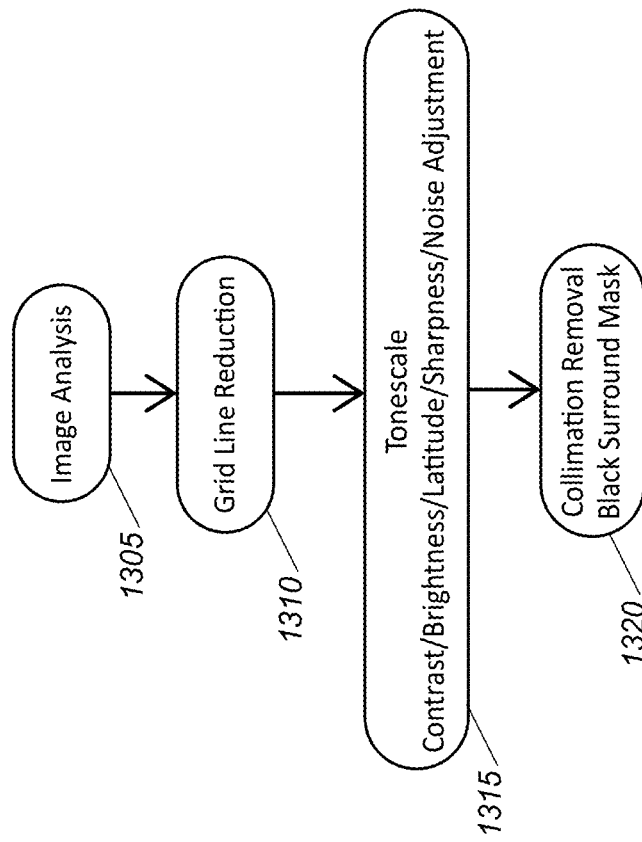 Image Analysis
1305
Grid Line Reduction
1310
Tonescale
Contrast/Brightness/Latitude/Sharpness/Noise Adjustment
1315
Collimation Removal
Black Surround Mask
1320